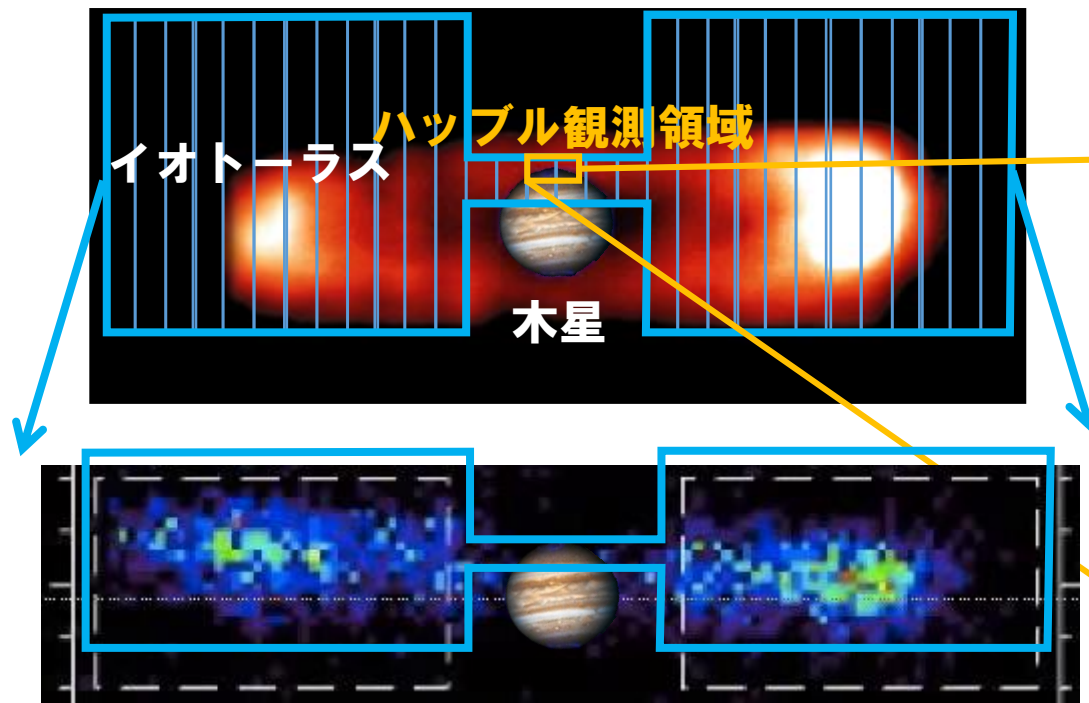 ハッブル観測領域
イオトーラス
木星